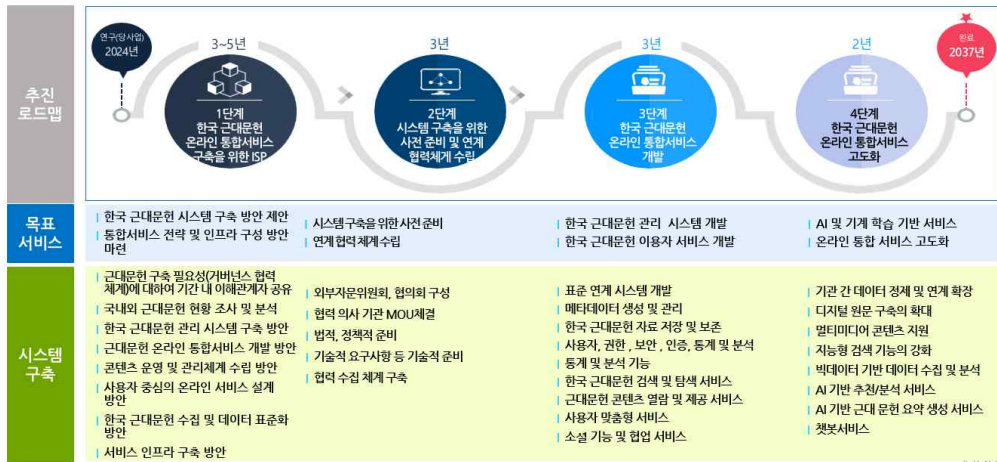 추진
로드맵
연구(당사업)
2024년
3~5년
1단계
한국 근대문헌
온라인 통합서비스
구축을 위한 ISP
3년
2단계
시스템 구축을 위한
사전 준비 및 연계
협력체계 수립
3년
3단계
한국 근대문헌
온라인 통합서비스
개발
2년
4단계
한국 근대문헌
온라인 통합서비스
고도화
완료
2037년
목표
서비스
한국 근대문헌 시스템 구축 방안 제안
통합서비스 전략 및 인프라 구성 방안
마련
시스템 구축을 위한 사전 준비
연계 협력 체계 수립
한국 근대문헌 관리 시스템 개발
한국 근대문헌 이용자 서비스 개발
AI 및 기계 학습 기반 서비스
온라인 통합 서비스 고도화
시스템
구축
근대문헌 구축 필요성(거버넌스 협력
체계)에 대하여 기간 내 이해관계자 공유
국내외 근대문헌 현황 조사 및 분석
한국 근대문헌 관리 시스템 구축 방안
근대문헌 온라인 통합서비스 개발 방안
콘텐츠 운영 및 관리체계 수립 방안
사용자 중심의 온라인 서비스 설계
방안
한국 근대문헌 수집 및 데이터 표준화
방안
서비스 인프라 구축 방안
외부자문위원회, 협의회 구성
협력 의사 기관 MOU체결
법적, 정책적 준비
기술적 요구사항 등 기술적 준비
협력 수집 체계 구축
표준 연계 시스템 개발
메타데이터 생성 및 관리
한국 근대문헌 자료 저장 및 보존
사용자, 권한, 보안, 인증, 통계 및 분석
통계 및 분석 기능
한국 근대문헌 검색 및 탐색 서비스
근대문헌 콘텐츠 열람 및 제공 서비스
사용자 맞춤형 서비스
소셜 기능 및 협업 서비스
기관 간 데이터 정제 및 연계 확장
디지털 원문 구축의 확대
멀티미디어 콘텐츠 지원
지능형 검색 기능의 강화
빅데이터 기반 데이터 수집 및 분석
AI 기반 추천/분석 서비스
AI 기반 근대 문헌 요약 생성 서비스
챗봇서비스